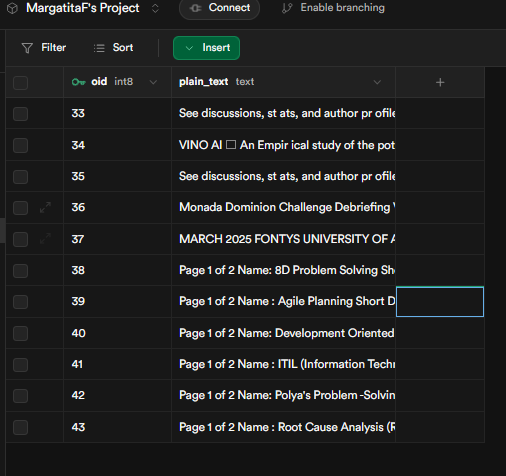 MargatitaF's Project Connect Enable branching
Filter Sort Insert
oid int8 plain_text text +
33 See discussions, st ats, and author pr ofile
34 VINO AI □ An Empir ical study of the pot
35 See discussions, st ats, and author pr ofile
36 Monada Dominion Challenge Debriefing
37 MARCH 2025 FONTYS UNIVERSITY OF
38 Page 1 of 2 Name: 8D Problem Solving
39 Page 1 of 2 Name : Agile Planning Short
40 Page 1 of 2 Name: Development Oriented
41 Page 1 of 2 Name : ITIL (Information
42 Page 1 of 2 Name: Polya's Problem
43 Page 1 of 2 Name : Root Cause Analysis